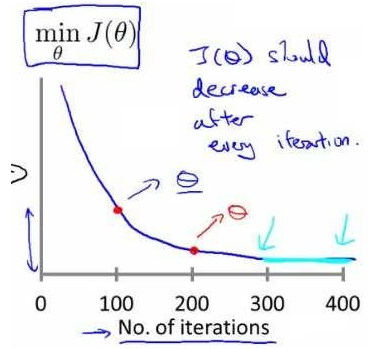 min J(θ)
θ
J(θ) should
decrease
after
every iteration.
θ
θ
0 100 200 300 400
No. of iterations